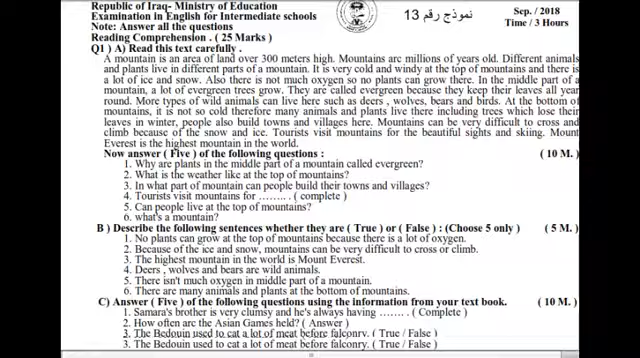 Republic of Iraq- Ministry of Education
Examination in English for Intermediate schools
Note: Answer all the questions
نموذج رقم 13
Sep. / 2018
Time / 3 Hours
Reading Comprehension . ( 25 Marks )
Q1 ) A) Read this text carefully .
A mountain is an area of land over 300 meters high. Mountains arc millions of years old. Different animals
and plants live in different parts of a mountain. It is very cold and windy at the top of mountains and there is
a lot of ice and snow. Also there is not much oxygen so no plants can grow there. In the middle part of a
mountain, a lot of evergreen trees grow. They are called evergreen because they keep their leaves all year
round. More types of wild animals can live here such as deers , wolves, bears and birds. At the bottom of
mountains, it is not so cold therefore many animals and plants live there including trees which lose their
leaves in winter, people also build towns and villages here. Mountains can be very difficult to cross and
climb because of the snow and ice. Tourists visit mountains for the beautiful sights and skiing. Mount
Everest is the highest mountain in the world.
Now answer ( Five ) of the following questions : ( 10 M. )
1. Why are plants in the middle part of a mountain called evergreen?
2. What is the weather like at the top of mountains?
3. In what part of mountain can people build their towns and villages?
4. Tourists visit mountains for …….. . ( complete )
5. Can people live at the top of mountains?
6. what's a mountain?
B ) Describe the following sentences whether they are ( True ) or ( False ) : (Choose 5 only ) ( 5 M. )
1. No plants can grow at the top of mountains because there is a lot of oxygen.
2. Because of the ice and snow, mountains can be very difficult to cross or climb.
3. The highest mountain in the world is Mount Everest.
4. Deers , wolves and bears are wild animals.
5. There isn't much oxygen in middle part of a mountain.
6. There are many animals and plants at the bottom of mountains.
C) Answer ( Five ) of the following questions using the information from your text book. ( 10 M. )
1. Samara's brother is very clumsy and he's always having …….. . ( Complete )
2. How often are the Asian Games held? ( Answer )
3. The Bedouin used to eat a lot of meat before falconry. ( True / False )
3. The Bedouin used to eat a lot of meat before falconry. ( True / False )